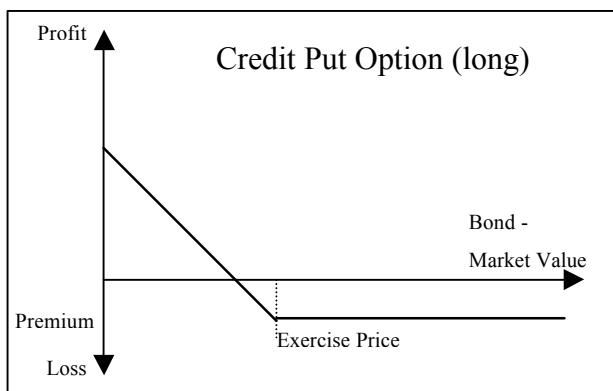 Profit
Credit Put Option (long)
Bond -
Market Value
Premium
Exercise Price
Loss